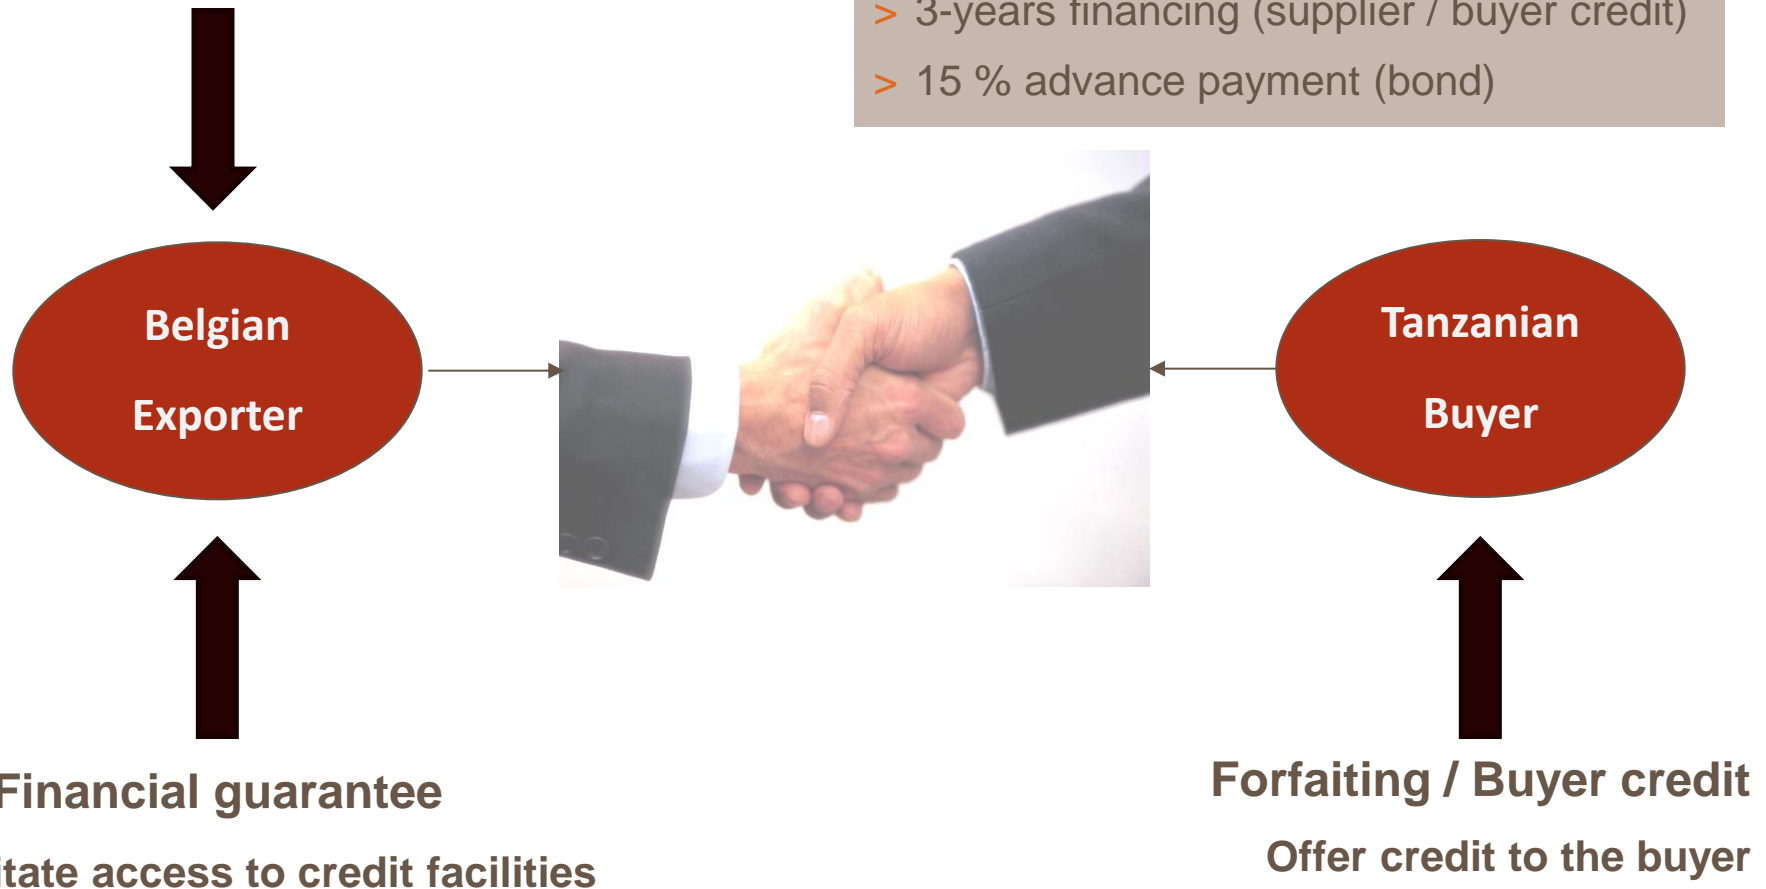 > 3-years financing (supplier / buyer credit)
> 15 % advance payment (bond)
Belgian
Exporter
Tanzanian
Buyer
Financial guarantee
access to credit facilities
Forfaiting / Buyer credit
Offer credit to the buyer